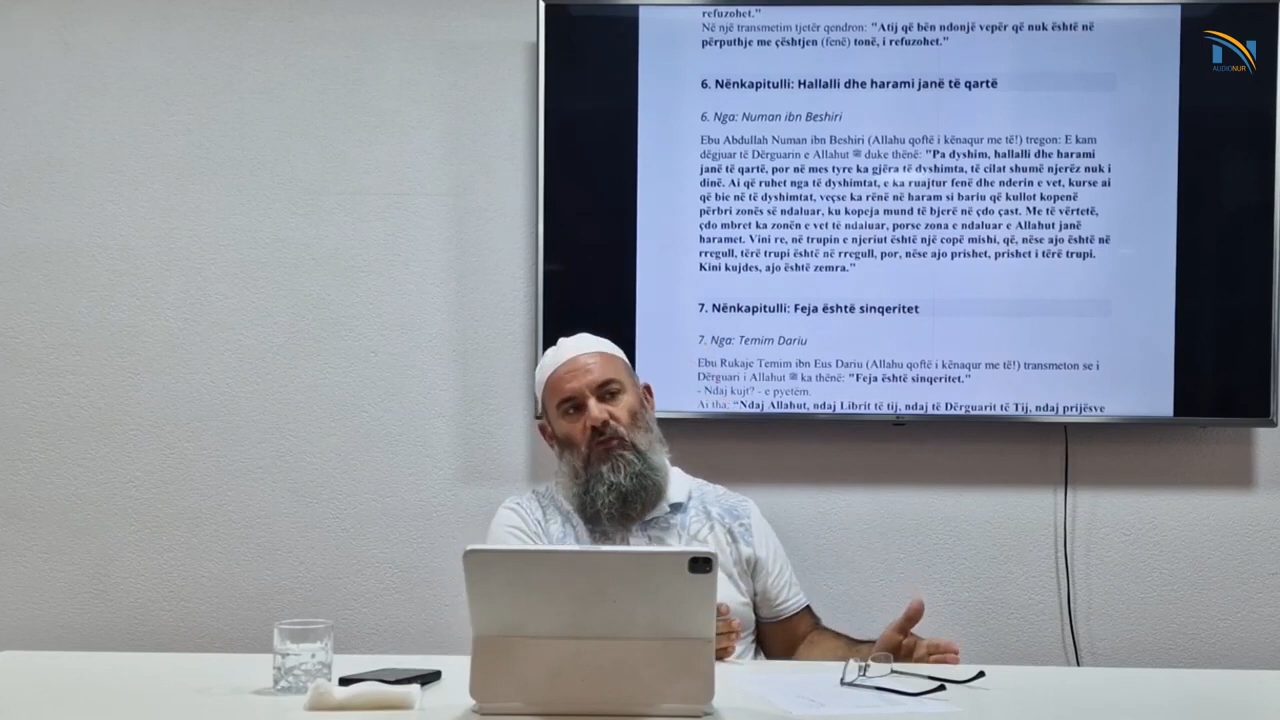 refuzohet."
Në një transmetim tjetër qendron: "Atij që bën ndonjë vepër që nuk është në
përputhje me çështjen (fenë) tonë, i refuzohet."
6. Nënkapitulli: Hallalli dhe harami janë të qartë
6. Nga: Numan ibn Beshiri
Ebu Abdullah Numan ibn Beshiri (Allahu qoftë i kënaqur me të!) tregon: E kam
dëgjuar të Dërguarin e Allahut ﷺ duke thënë: "Pa dyshim, hallalli dhe harami
janë të qartë, por në mes tyre ka gjëra të dyshimta, të cilat shumë njerëz nuk i
dinë. Ai që ruhet nga të dyshimtat, e ka ruajtur fenë dhe nderin e vet, kurse ai
që bie në të dyshimtat, veçse ka rënë në haram si bariu që kullot kopenë
përbri zonës së ndaluar, ku kopeja mund të bjerë në çdo çast. Me të vërtetë,
çdo mbret ka zonën e vet të ndaluar, porse zona e ndaluar e Allahut janë
haramet. Vini re, në trupin e njeriut është një copë mishi, që, nëse ajo është në
rregull, tërë trupi është në rregull, por, nëse ajo prishet, prishet i tërë trupi.
Kini kujdes, ajo është zemra."
7. Nënkapitulli: Feja është sinqeritet
7. Nga: Temim Dariu
Ebu Rukaje Temim ibn Eus Dariu (Allahu qoftë i kënaqur me të!) transmeton se i
Dërguari i Allahut ﷺ ka thënë: "Feja është sinqeritet."
- Ndaj kujt? - e pyetëm.
Ai tha: “Ndaj Allahut, ndaj Librit të tij, ndaj të Dërguarit të Tij, ndaj prijësve
AUDIONUR